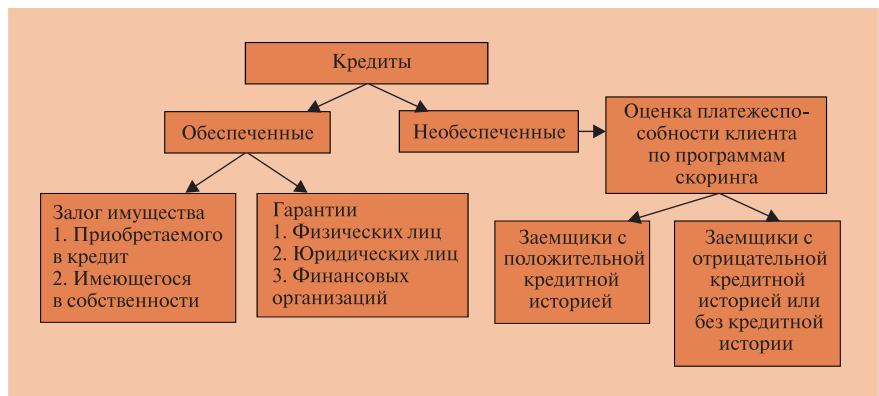 Кредиты
Обеспеченные
Необеспеченные
Оценка платежеспо-
собности клиента
по программам
скоринга
Залог имущества
1. Приобретаемого
в кредит
2. Имеющегося
в собственности
Гарантии
1. Физических лиц
2. Юридических лиц
3. Финансовых
организаций
Заемщики с
положительной
кредитной
историей
Заемщики с
отрицательной
кредитной
историей или
без кредитной
истории